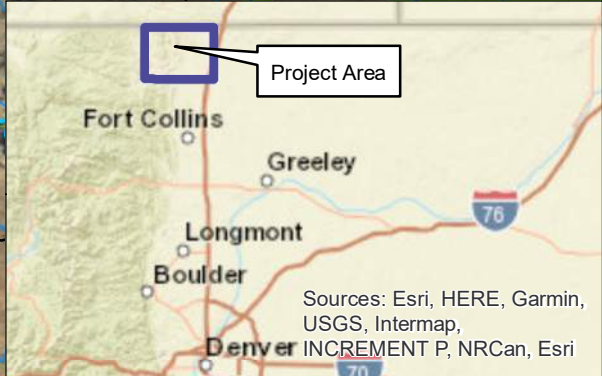 Project Area
Fort Collins
Greeley
76
Longmont
Boulder
Sources: Esri, HERE, Garmin,
USGS, Intermap,
Denver INCREMENT P, NRCan, Esri
70